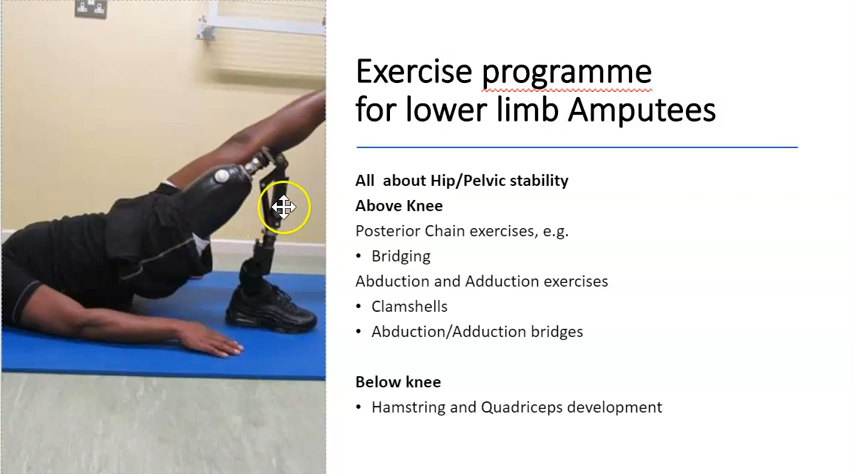 Exercise programme
for lower limb Amputees
All about Hip/Pelvic stability
Above Knee
Posterior Chain exercises, e.g.
• Bridging
Abduction and Adduction exercises
• Clamshells
• Abduction/Adduction bridges
Below knee
• Hamstring and Quadriceps development